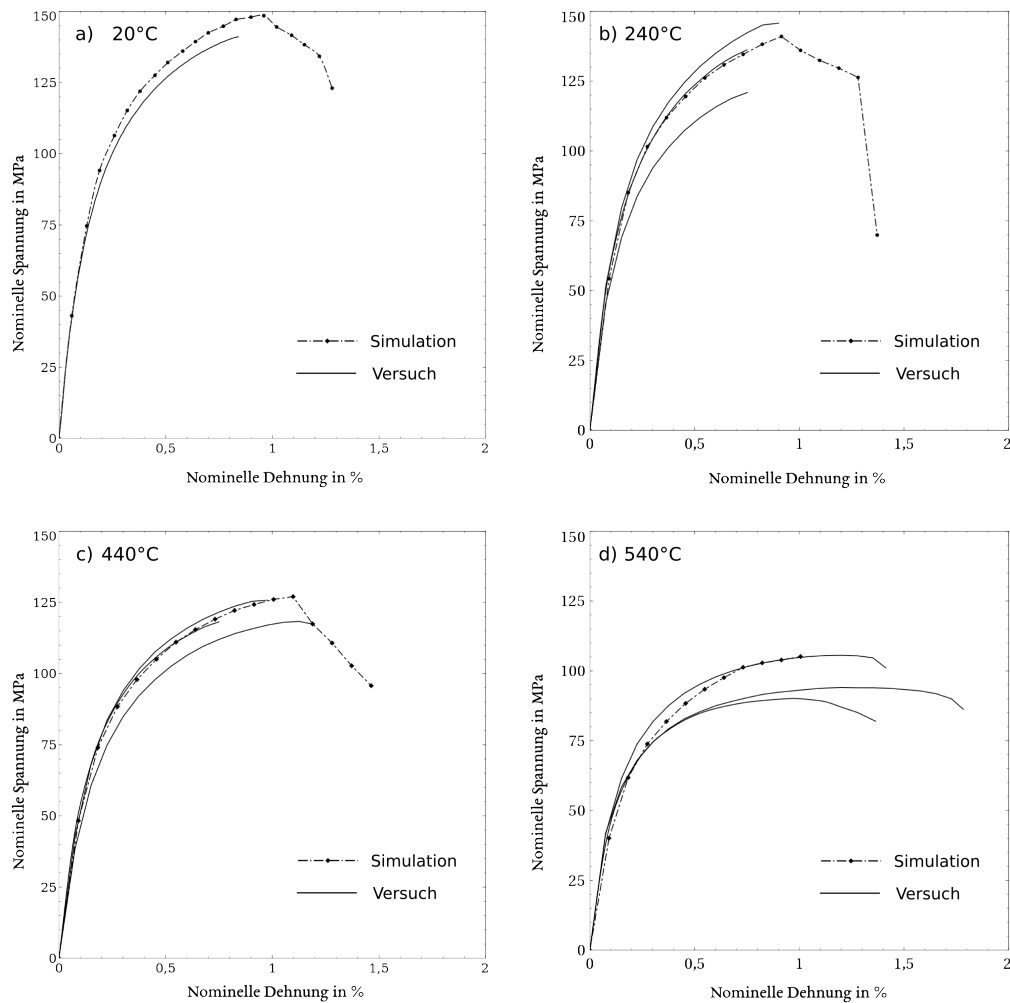 a) 20°C
150
125
100
75
50
25
0
0 0,5 1 1,5 2
Nominelle Spannung in MPa
Nominelle Dehnung in %
Simulation
Versuch
b) 240°C
150
125
100
75
50
25
0
0 0,5 1 1,5 2
Nominelle Spannung in MPa
Nominelle Dehnung in %
Simulation
Versuch
c) 440°C
150
125
100
75
50
25
0
0 0,5 1 1,5 2
Nominelle Spannung in MPa
Nominelle Dehnung in %
Simulation
Versuch
d) 540°C
150
125
100
75
50
25
0
0 0,5 1 1,5 2
Nominelle Spannung in MPa
Nominelle Dehnung in %
Simulation
Versuch